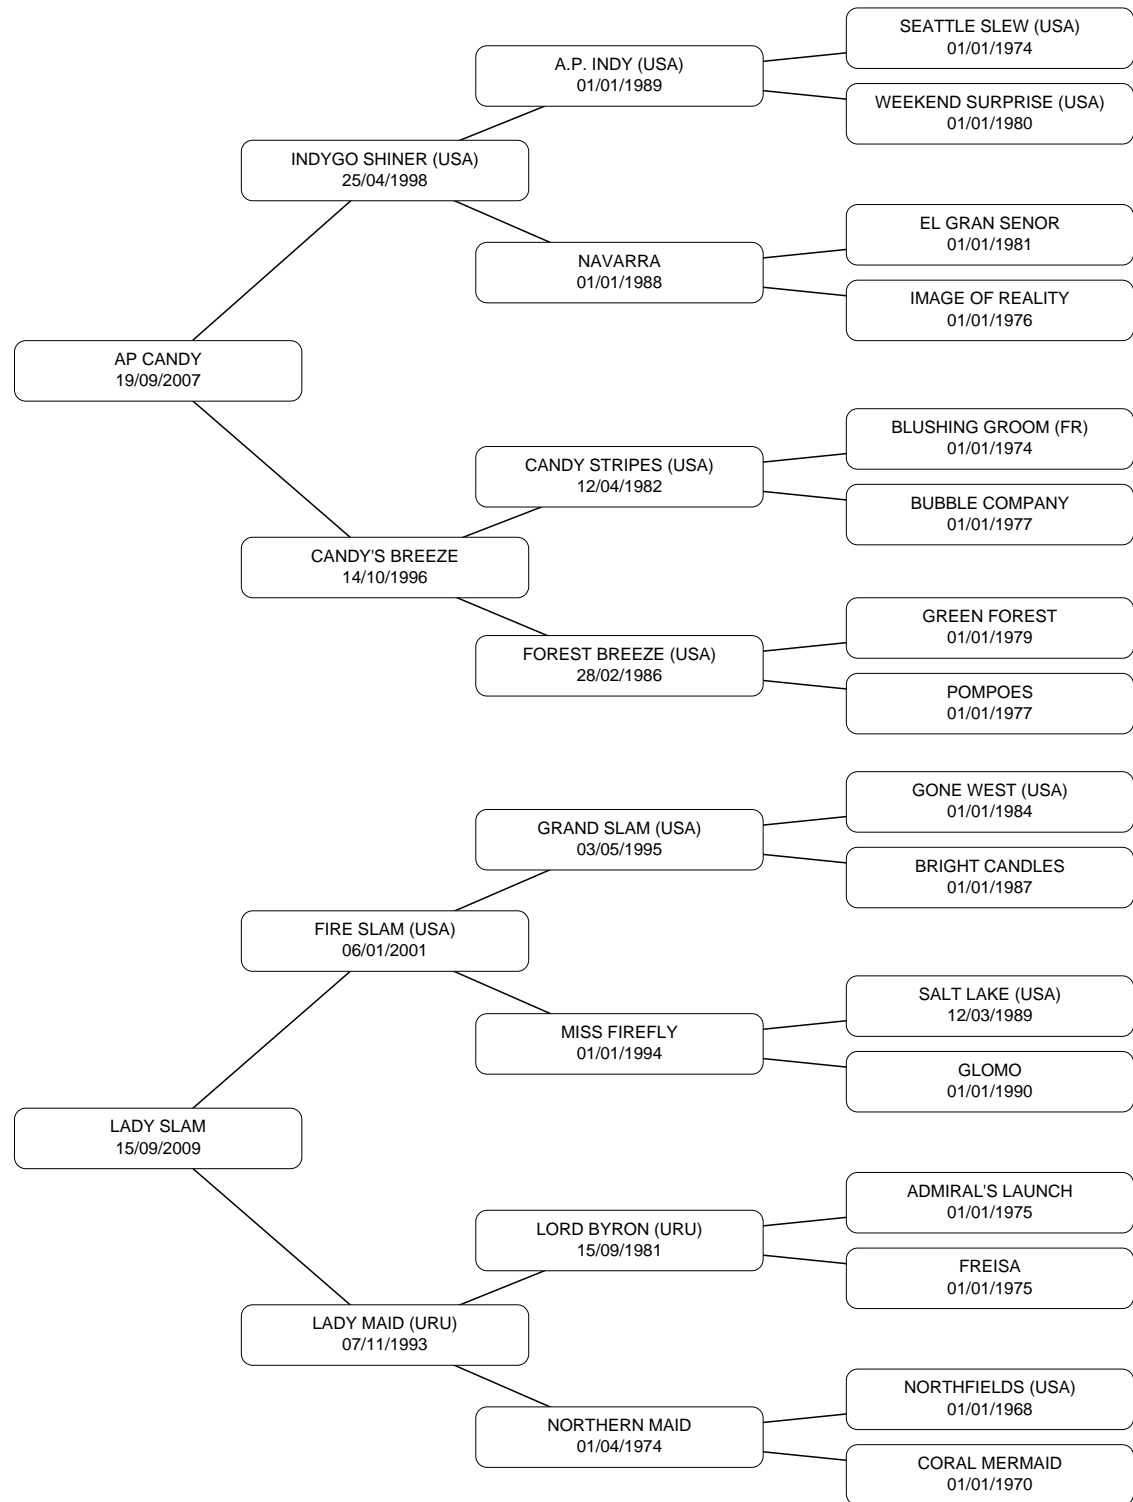 SEATTLE SLEW (USA)
01/01/1974
A.P. INDY (USA)
01/01/1989
WEEKEND SURPRISE (USA)
01/01/1980
INDYGO SHINER (USA)
25/04/1998
EL GRAN SENOR
01/01/1981
NAVARRA
01/01/1988
IMAGE OF REALITY
01/01/1976
AP CANDY
19/09/2007
BLUSHING GROOM (FR)
01/01/1974
CANDY STRIPES (USA)
12/04/1982
BUBBLE COMPANY
01/01/1977
CANDY'S BREEZE
14/10/1996
GREEN FOREST
01/01/1979
FOREST BREEZE (USA)
28/02/1986
POMPOES
01/01/1977
GONE WEST (USA)
01/01/1984
GRAND SLAM (USA)
03/05/1995
BRIGHT CANDLES
01/01/1987
FIRE SLAM (USA)
06/01/2001
SALT LAKE (USA)
12/03/1989
MISS FIREFLY
01/01/1994
GLOMO
01/01/1990
LADY SLAM
15/09/2009
ADMIRAL'S LAUNCH
01/01/1975
LORD BYRON (URU)
15/09/1981
FREISA
01/01/1975
LADY MAID (URU)
07/11/1993
NORTHFIELDS (USA)
01/01/1968
NORTHERN MAID
01/04/1974
CORAL MERMAID
01/01/1970